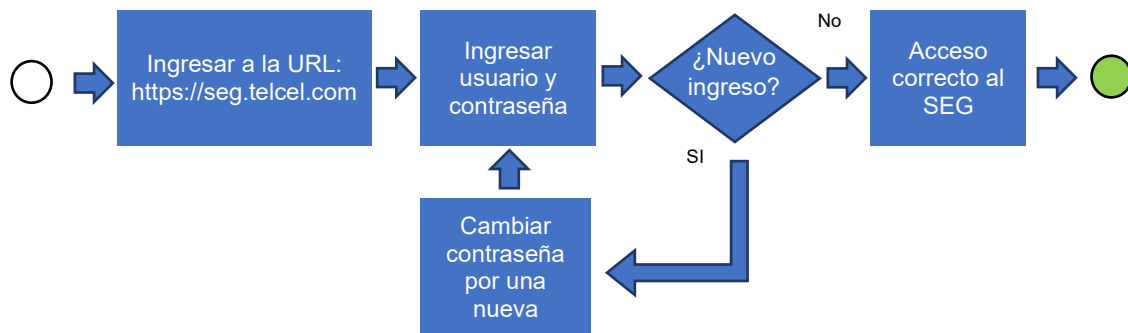 Ingresar a la URL:
https://seg.telcel.com
Ingresar
usuario y
contraseña
¿Nuevo
ingreso?
No
Acceso
correcto al
SEG
SI
Cambiar
contraseña
por una
nueva